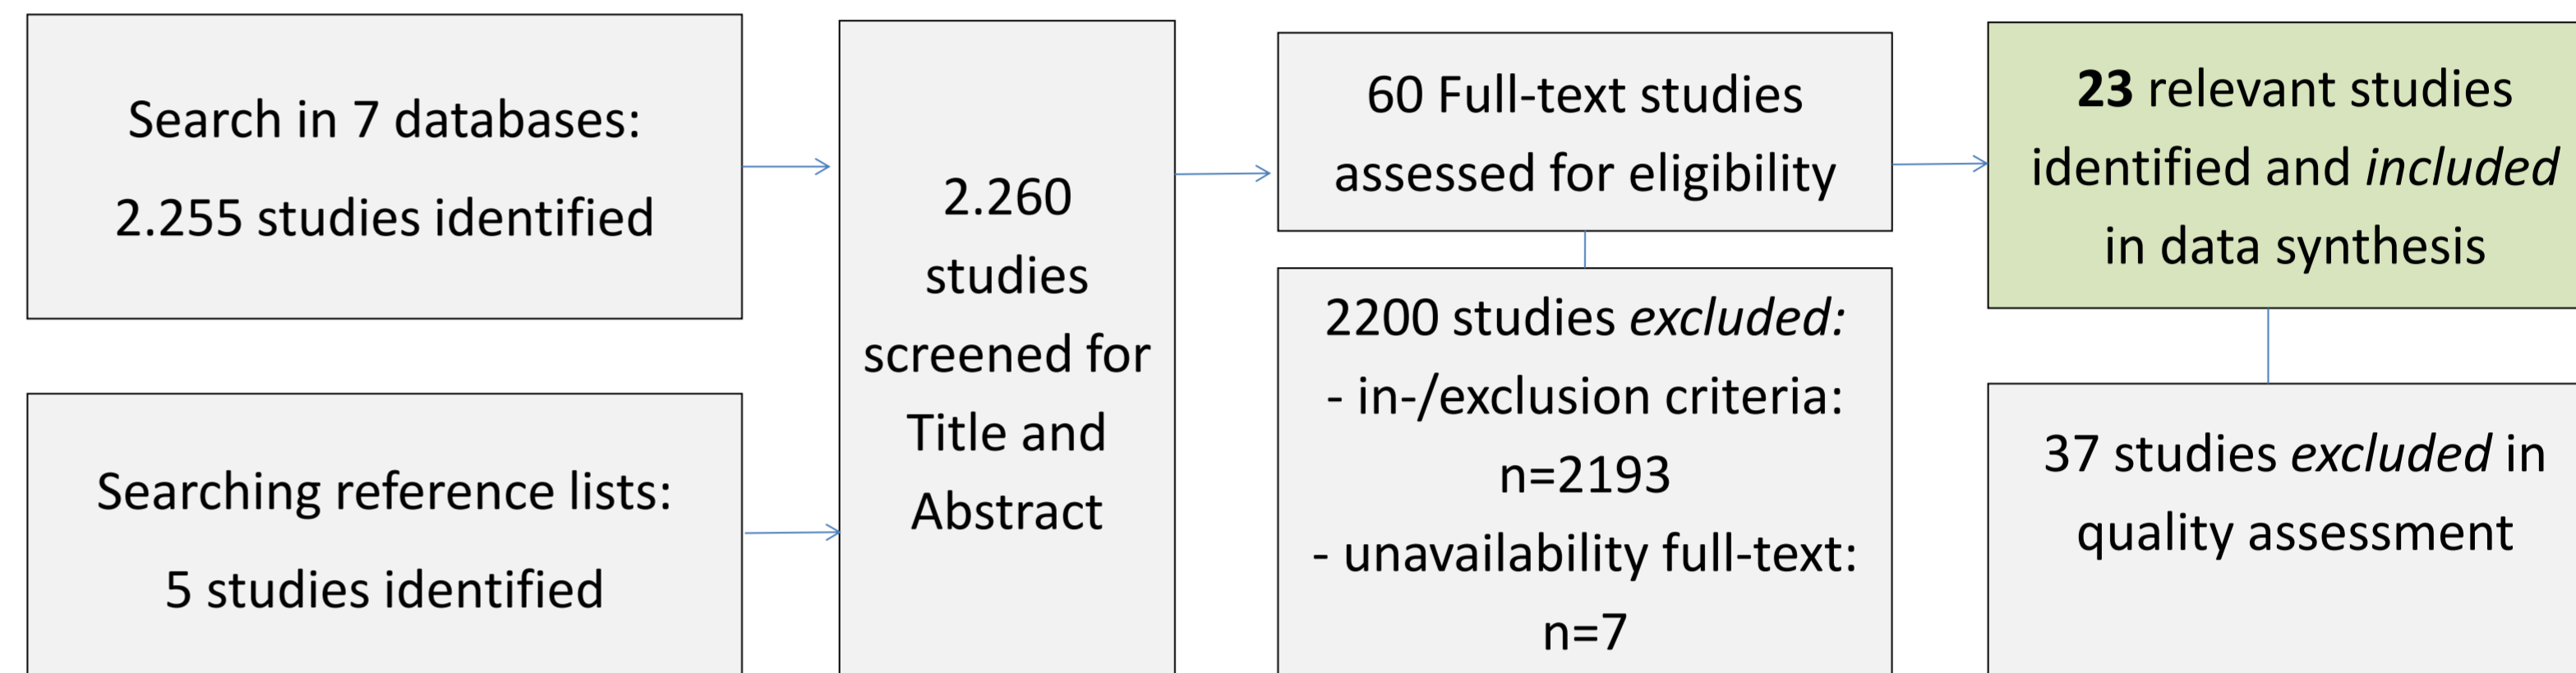 Search in 7 databases:
2.255 studies identified
Searching reference lists:
5 studies identified
2.260
studies
screened for
Title and
Abstract
60 Full-text studies
assessed for eligibility
2200 studies excluded:
- in-/exclusion criteria:
n=2193
- unavailability full-text:
n=7
23 relevant studies
identified and included
in data synthesis
37 studies excluded in
quality assessment